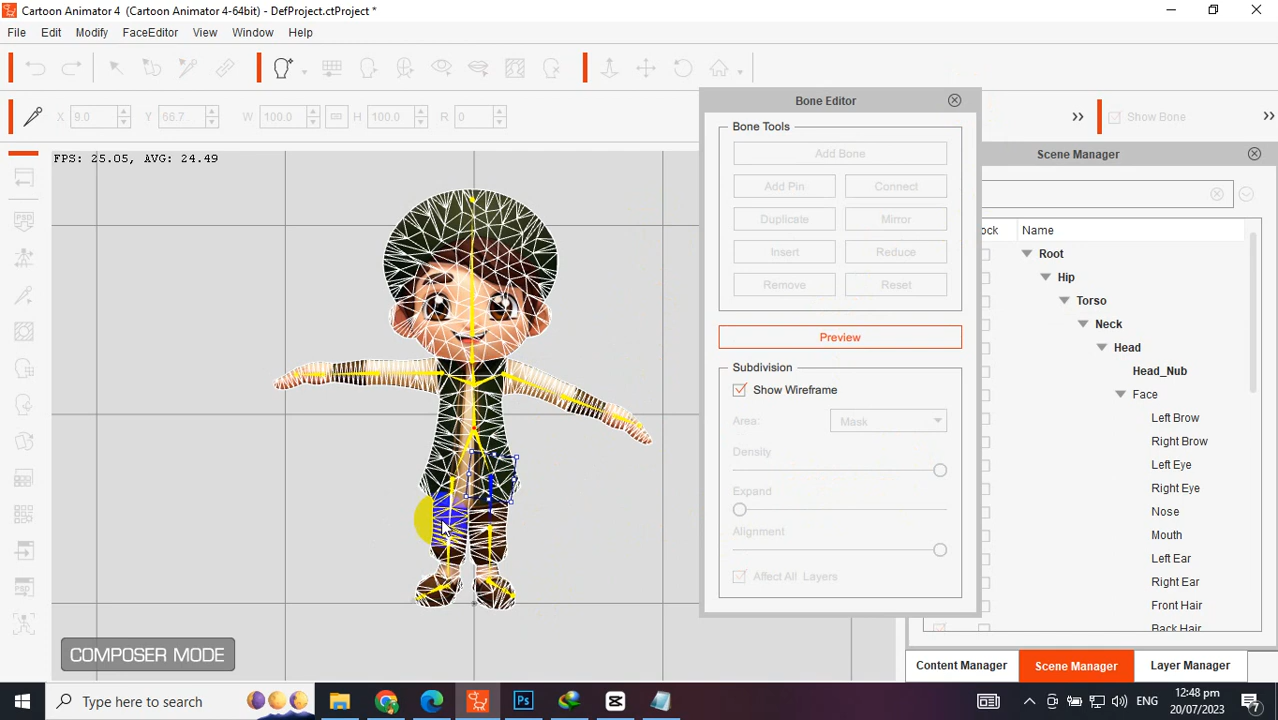 Cartoon Animator 4  (Cartoon Animator 4-64bit) - DefProject.ctProject *
File Edit Modify FaceEditor View Window Help
X 9.0 Y 66.7 W 100.0 H 100.0 R 0
Show Bone
FPS: 25.05, AVG: 24.49
Bone Editor
Bone Tools
Add Bone
Add Pin Connect
Duplicate Mirror
Insert Reduce
Remove Reset
Preview
Subdivision
Show Wireframe
Area: Mask
Density
Expand
Alignment
Affect All Layers
Scene Manager
ock Name
Root
Hip
Torso
Neck
Head
Head_Nub
Face
Left Brow
Right Brow
Left Eye
Right Eye
Nose
Mouth
Left Ear
Right Ear
Front Hair
Back Hair
COMPOSER MODE
Content Manager Scene Manager Layer Manager
Type here to search
Ps
ENG
12:48 pm
20/07/2023
7